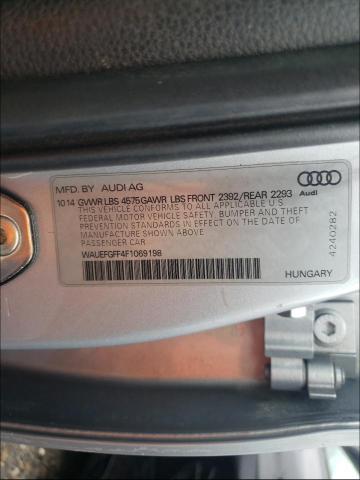 MFD. BY AUDI AG
10 14 GVWR LBS 4575 GAWR LBS FRONT 2392/REAR 2293
THIS VEHICLE CONFORMS TO ALL APPLICABLE U.S
FEDERAL MOTOR VEHICLE SAFETY, BUMPER AND THEFT
PREVENTION STANDARDS IN EFFECT ON THE DATE OF
MANUFACTURE SHOWN ABOVE
PASSENGER CAR
WAUEFGFF4F1069198
Audi
4240282
HUNGARY